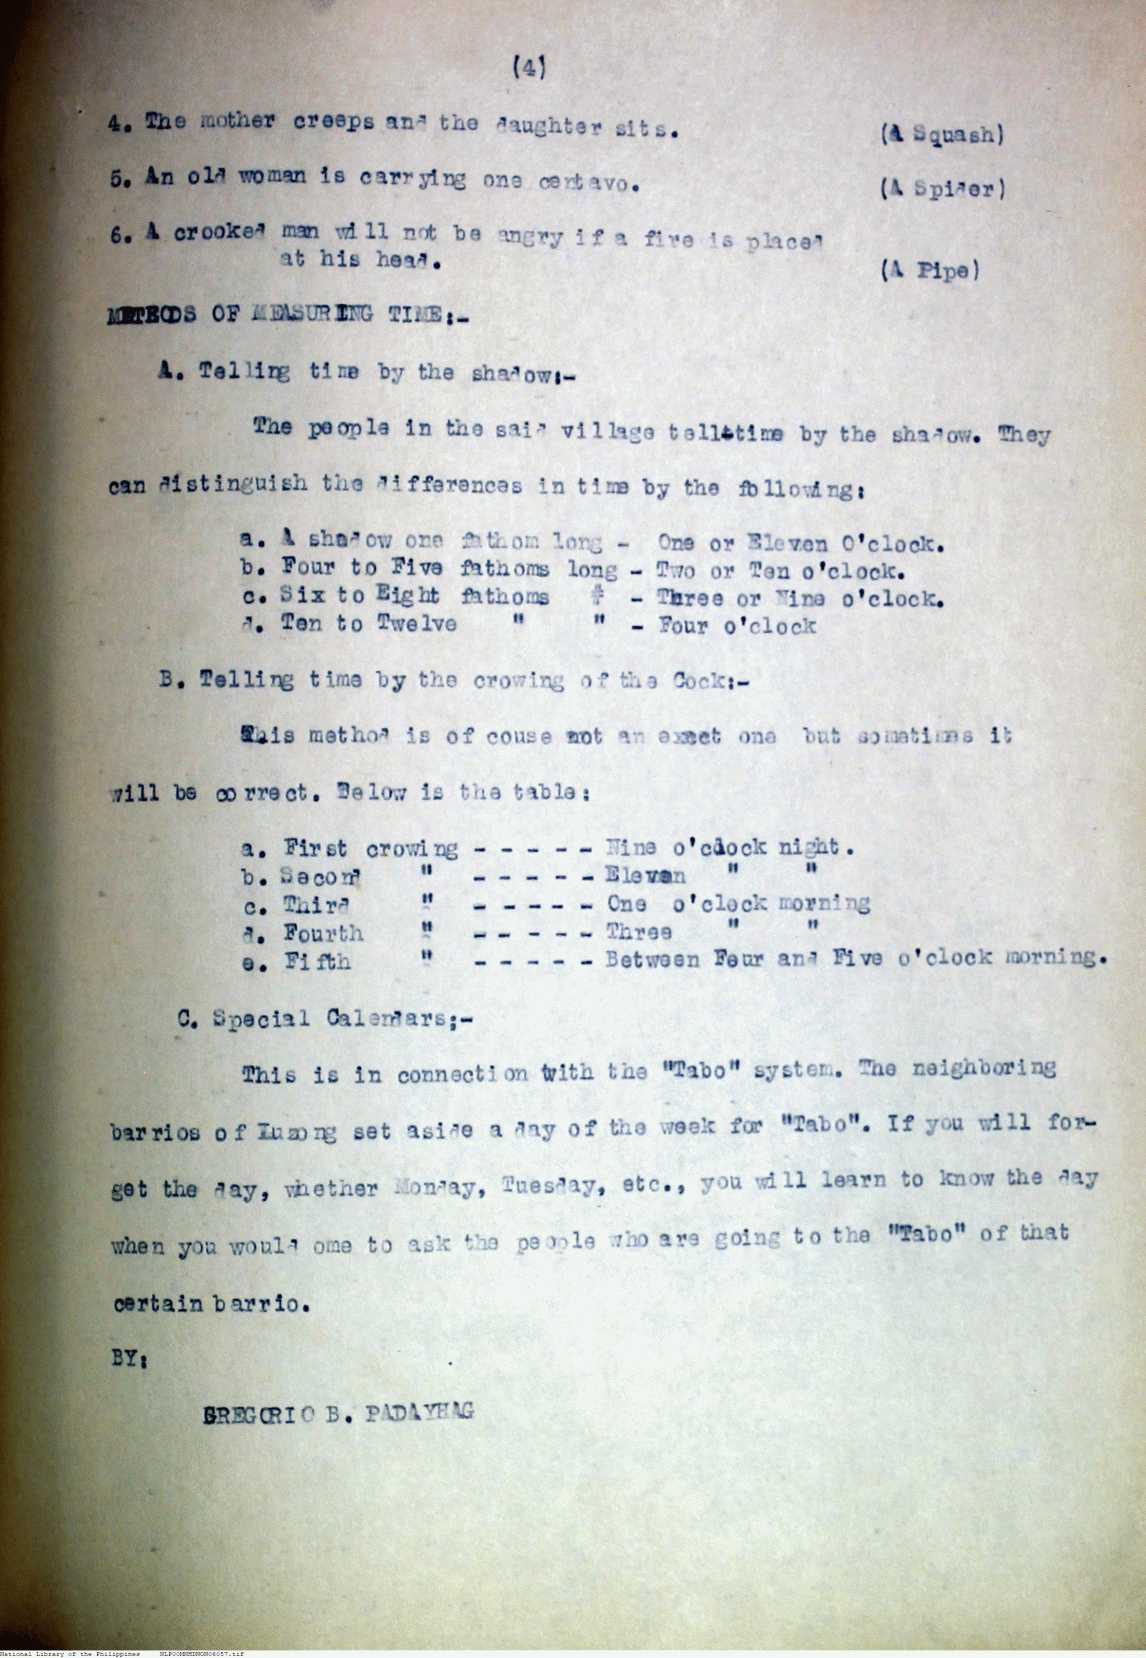 (4)
4. The mother creeps and the daughter sits. (A Squash)
5. An old woman is carrying one centavo. (A Spider)
6. A crooked man will not be angry if a fire is placed
at his head. (A Pipe)
METHODS OF MEASURING TIME:-
A. Telling time by the shadow:-
The people in the said village tell time by the shadow. They
can distinguish the differences in time by the following:
a. A shadow one fathom long - One or Eleven O'clock.
b. Four to Five fathoms long - Two or Ten o'clock.
c. Six to Eight fathoms " - Three or Nine o'clock.
d. Ten to Twelve " " - Four o'clock
B. Telling time by the crowing of the Cock:-
This method is of couse not an exact one but sometimes it
will be correct. Below is the table:
a. First crowing - - - - - Nine o'clock night.
b. Second " - - - - - Eleven " "
c. Third " - - - - - One o'clock morning
d. Fourth " - - - - - Three " "
e. Fifth " - - - - - Between Four and Five o'clock morning.
C. Special Calendars;-
This is in connection with the "Tabo" system. The neighboring
barrios of Luzong set aside a day of the week for "Tabo". If you will for-
get the day, whether Monday, Tuesday, etc., you will learn to know the day
when you would ome to ask the people who are going to the "Tabo" of that
certain barrio.
BY:
GREGORIO B. PADAYHAG
National Library of the Philippines